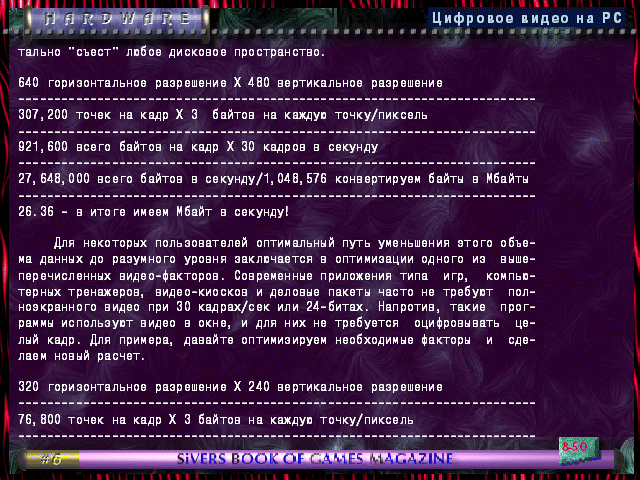 HARDWARE
Цифровое видео на PC
тально "съест" любое дисковое пространство.
640 горизонтальное разрешение X 480 вертикальное разрешение
------------------------------------------------------------------------
307,200 точек на кадр X 3 байтов на каждую точку/пиксель
------------------------------------------------------------------------
921,600 всего байтов на кадр X 30 кадров в секунду
------------------------------------------------------------------------
27,648,000 всего байтов в секунду/1,048,576 конвертируем байты в Мбайты
------------------------------------------------------------------------
26.36 - в итоге имеем Мбайт в секунду!
Для некоторых пользователей оптимальный путь уменьшения этого объе-
ма данных до разумного уровня заключается в оптимизации одного из выше-
перечисленных видео-факторов. Современные приложения типа игр, компью-
терных тренажеров, видео-киосков и деловые пакеты часто не требуют пол-
ноэкранного видео при 30 кадрах/сек или 24-битах. Напротив, такие прог-
раммы используют видео в окне, и для них не требуется оцифровывать це-
лый кадр. Для примера, давайте оптимизируем необходимые факторы и сде-
лаем новый расчет.
320 горизонтальное разрешение X 240 вертикальное разрешение
------------------------------------------------------------------------
76,800 точек на кадр X 3 байтов на каждую точку/пиксель
------------------------------------------------------------------------
#6
SiVERS BOOK OF GAMES MAGAZINE